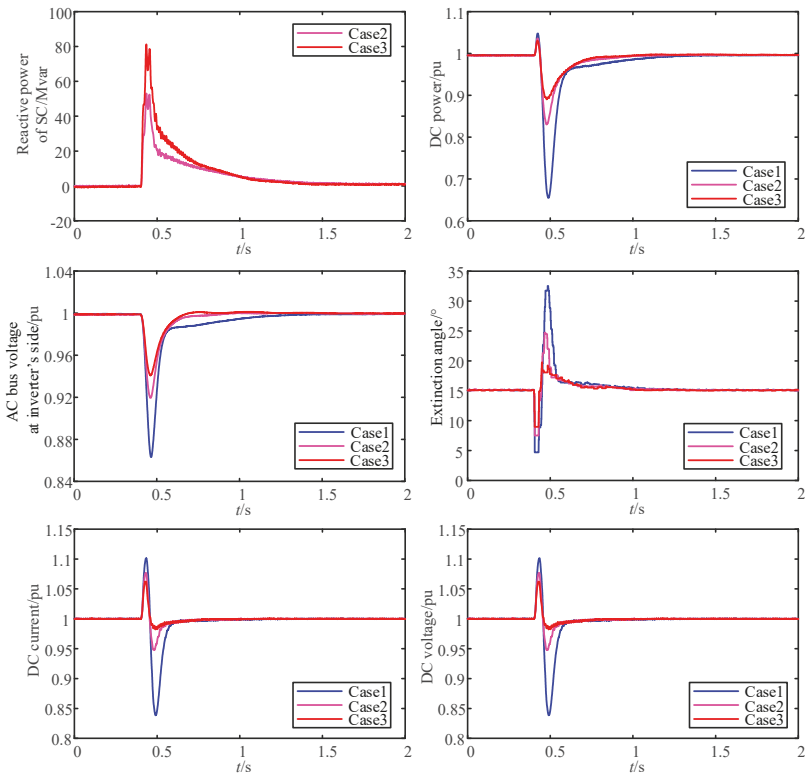 100
80
60
40
20
0
-20
Reactive power
of SC/Mvar
Case2
Case3
0
0.5
1
1.5
2
t/s
1.1
1
0.9
0.8
0.7
0.6
DC power/pu
Case1
Case2
Case3
0
0.5
1
1.5
2
t/s
1.04
1
0.96
0.92
0.88
0.84
AC bus voltage
at inverter's side/pu
Case1
Case2
Case3
0
0.5
1
1.5
2
t/s
35
30
25
20
15
10
5
0
Extinction angle/°
Case1
Case2
Case3
0
0.5
1
1.5
2
t/s
1.15
1.1
1.05
1
0.95
0.9
0.85
0.8
DC current/pu
Case1
Case2
Case3
0
0.5
1
1.5
2
t/s
1.15
1.1
1.05
1
0.95
0.9
0.85
0.8
DC voltage/pu
Case1
Case2
Case3
0
0.5
1
1.5
2
t/s